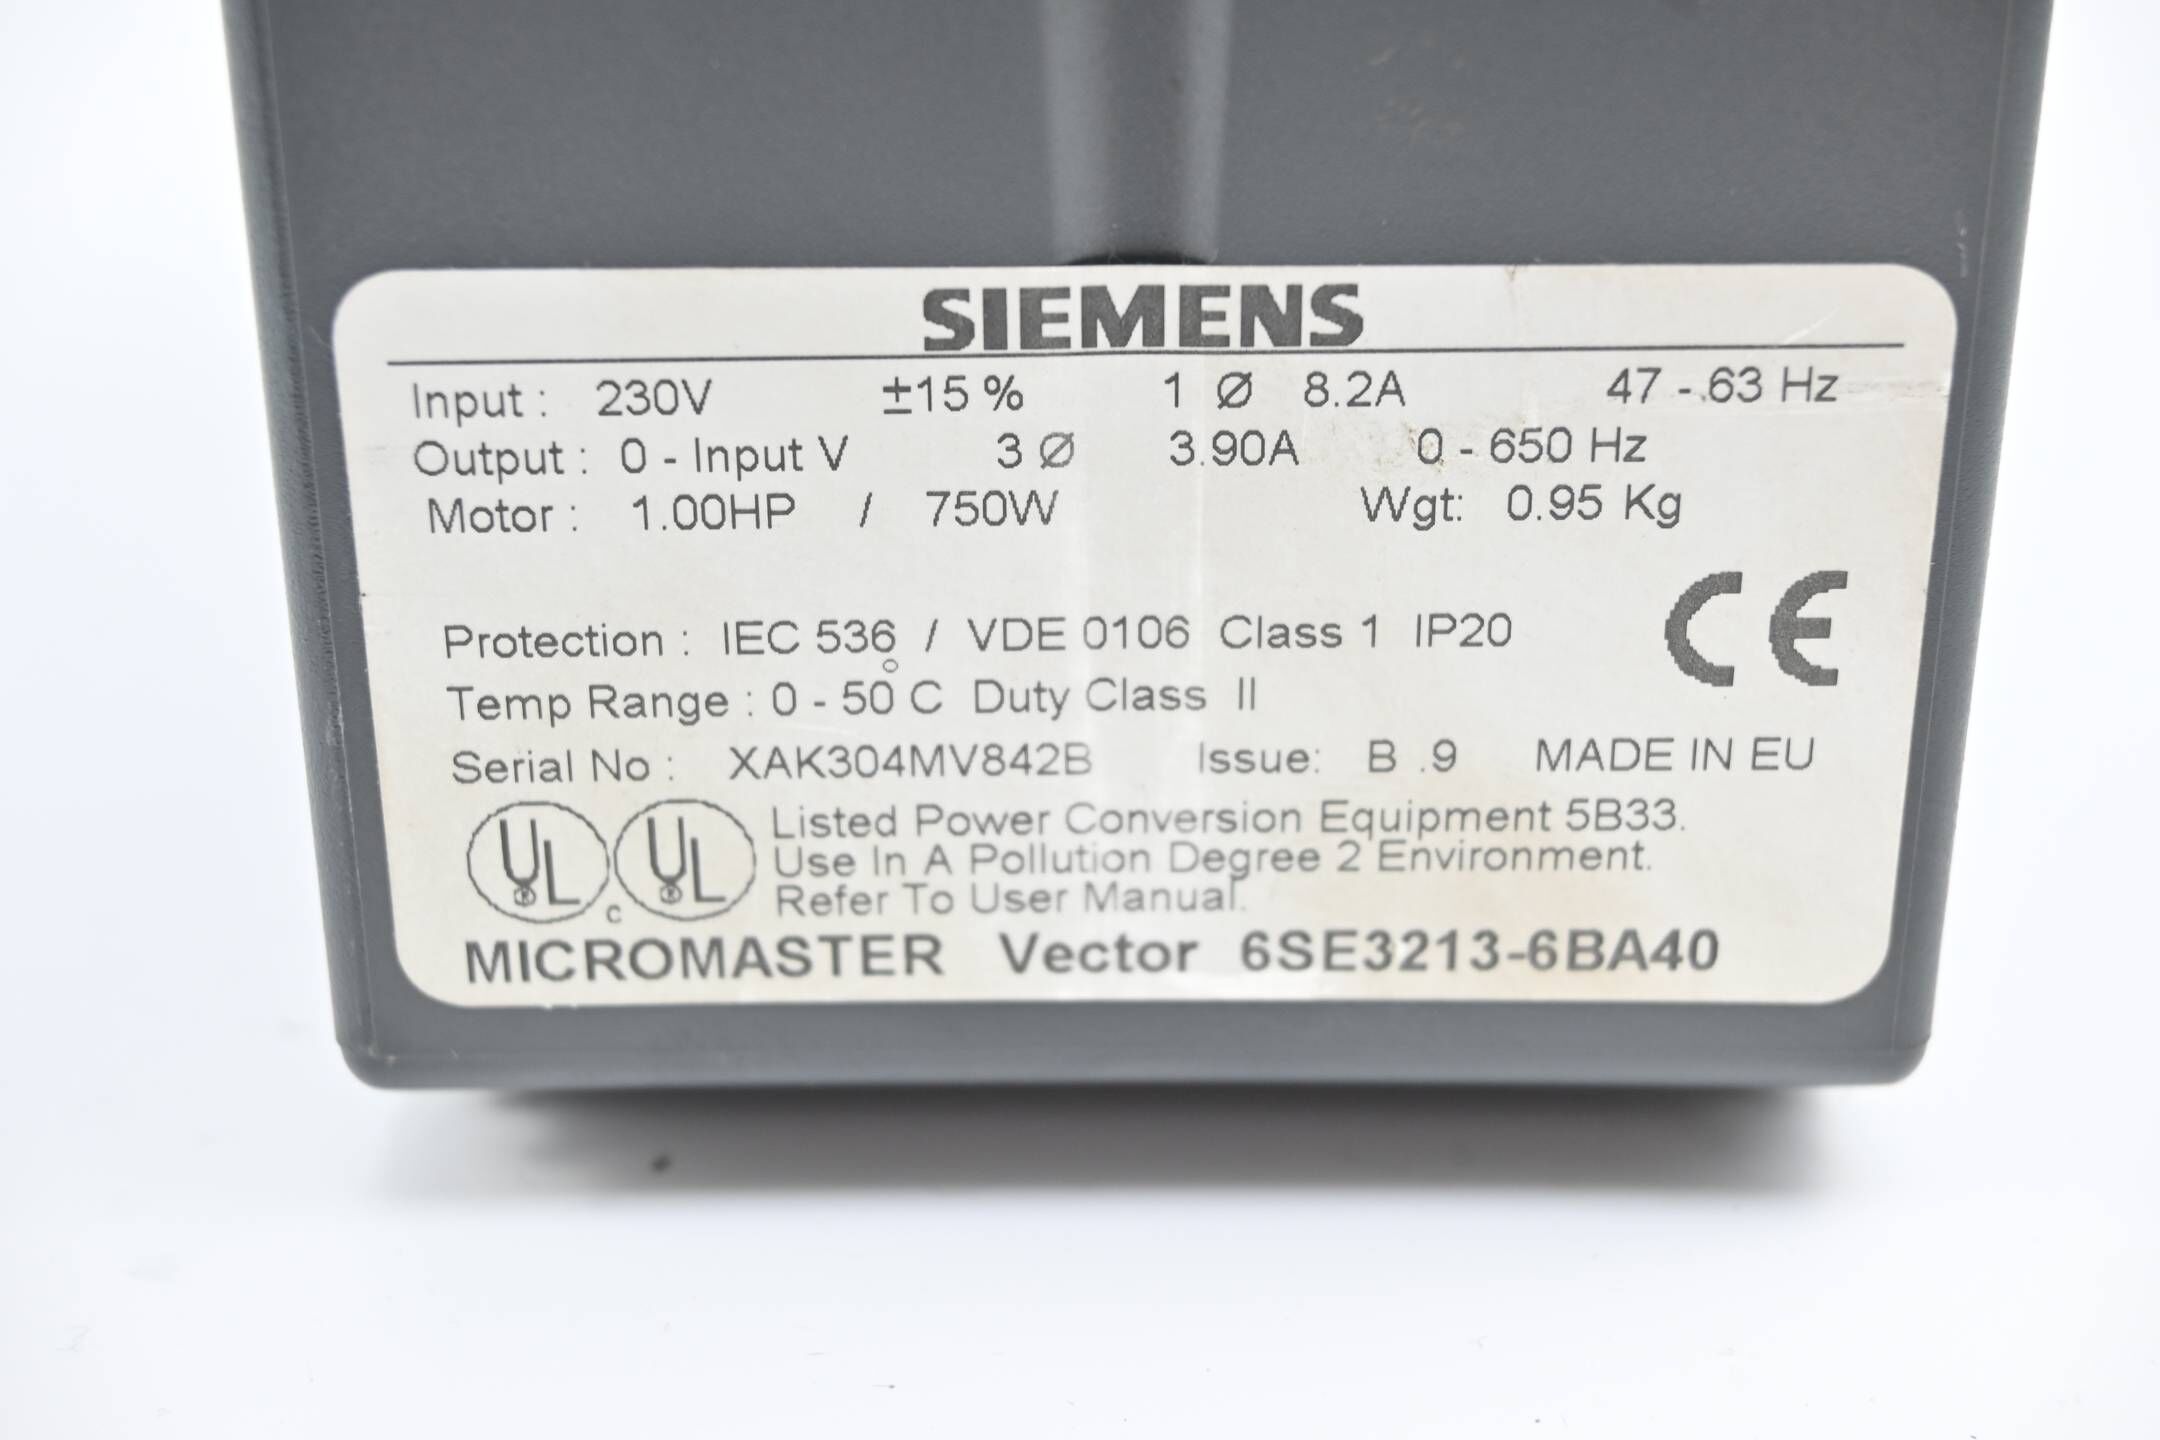 SIEMENS
Input : 230V ±15 % 1 Ø 8.2A 47 - 63 Hz
Output : 0 - Input V 3 Ø 3.90A 0 - 650 Hz
Motor : 1.00HP / 750W Wgt: 0.95 Kg
Protection : IEC 536 / VDE 0106 Class 1 IP20
CE
Temp Range : 0 - 50°C Duty Class II
Serial No : XAK304MV842B Issue: B .9 MADE IN EU
UL ® c UL ® Listed Power Conversion Equipment 5B33.
Use In A Pollution Degree 2 Environment.
Refer To User Manual.
MICROMASTER Vector 6SE3213-6BA40